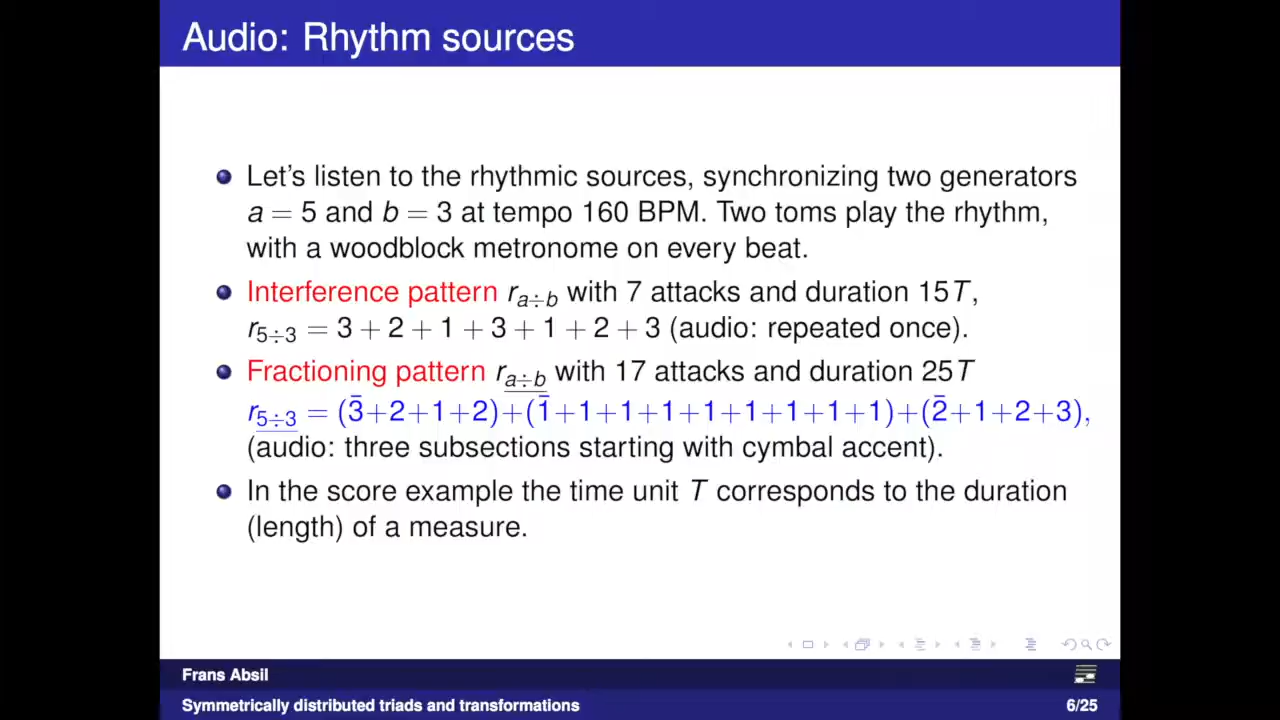 Audio: Rhythm sources
Let's listen to the rhythmic sources, synchronizing two generators
a = 5 and b = 3 at tempo 160 BPM. Two toms play the rhythm,
with a woodblock metronome on every beat.
Interference pattern r_{a÷b} with 7 attacks and duration 15T,
r_{5÷3} = 3 + 2 + 1 + 3 + 1 + 2 + 3 (audio: repeated once).
Fractioning pattern r_{\underline{a÷b}} with 17 attacks and duration 25T
r_{\underline{5÷3}} = (3̄+2+1+2)+(1̄+1+1+1+1+1+1+1+1)+(2̄+1+2+3),
(audio: three subsections starting with cymbal accent).
In the score example the time unit T corresponds to the duration
(length) of a measure.
Frans Absil
Symmetrically distributed triads and transformations 6/25